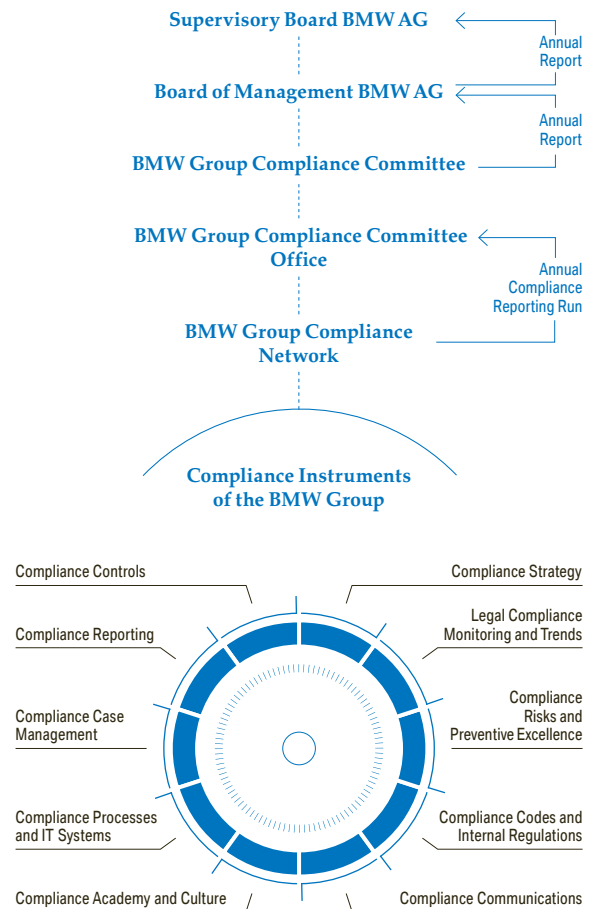 Supervisory Board BMW AG
Annual
Report
Board of Management BMW AG
Annual
Report
BMW Group Compliance Committee
BMW Group Compliance Committee
Office
Annual
Compliance
Reporting Run
BMW Group Compliance
Network
Compliance Instruments
of the BMW Group
Compliance Controls
Compliance Strategy
Compliance Reporting
Legal Compliance
Monitoring and Trends
Compliance Case
Management
Compliance
Risks and
Preventive Excellence
Compliance Processes
and IT Systems
Compliance Codes and
Internal Regulations
Compliance Academy and Culture
Compliance Communications